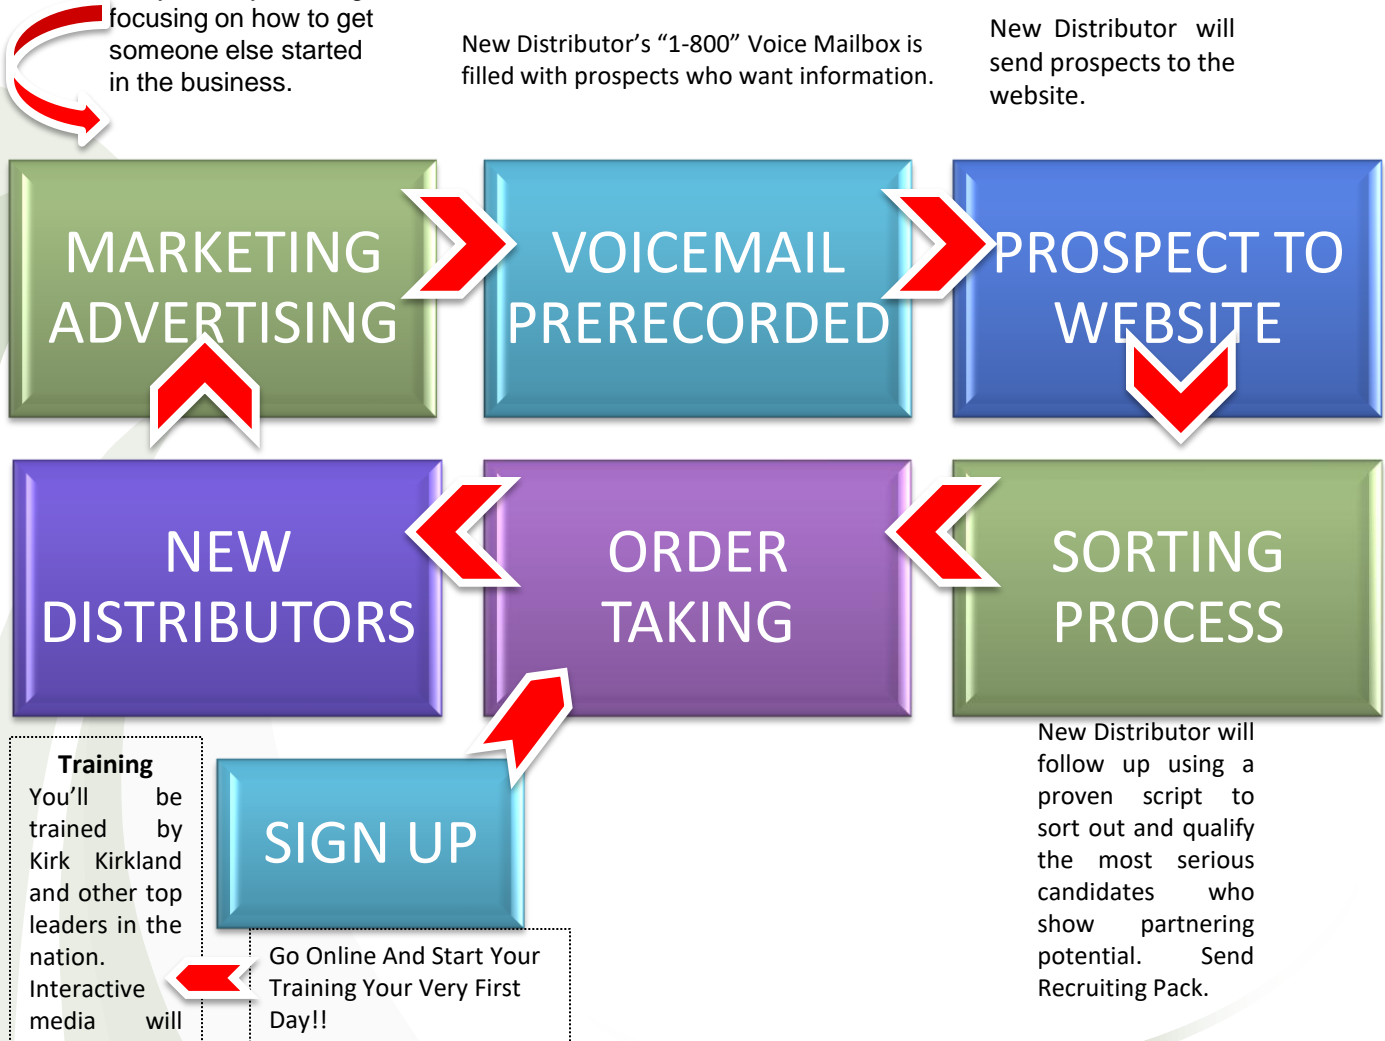 focusing on how to get
someone else started
in the business.
New Distributor’s “1-800” Voice Mailbox is
filled with prospects who want information.
New Distributor will
send prospects to the
website.
MARKETING
ADVERTISING
VOICEMAIL
PRERECORDED
PROSPECT TO
WEBSITE
NEW
DISTRIBUTORS
ORDER
TAKING
SORTING
PROCESS
Training
You’ll be
trained by
Kirk Kirkland
and other top
leaders in the
nation.
Interactive
media will
SIGN UP
Go Online And Start Your
Training Your Very First
Day!!
New Distributor will
follow up using a
proven script to
sort out and qualify
the most serious
candidates who
show partnering
potential. Send
Recruiting Pack.